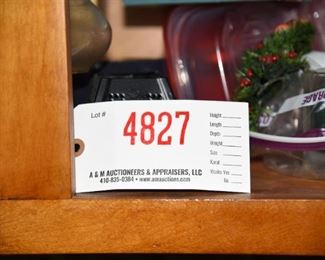 Lot #
4827
Height
Length
Depth
Weight
Size
Karat
Works Yes
No
A & M AUCTIONEERS & APPRAISERS, LLC
410-835-0384 • www.amauctions.com